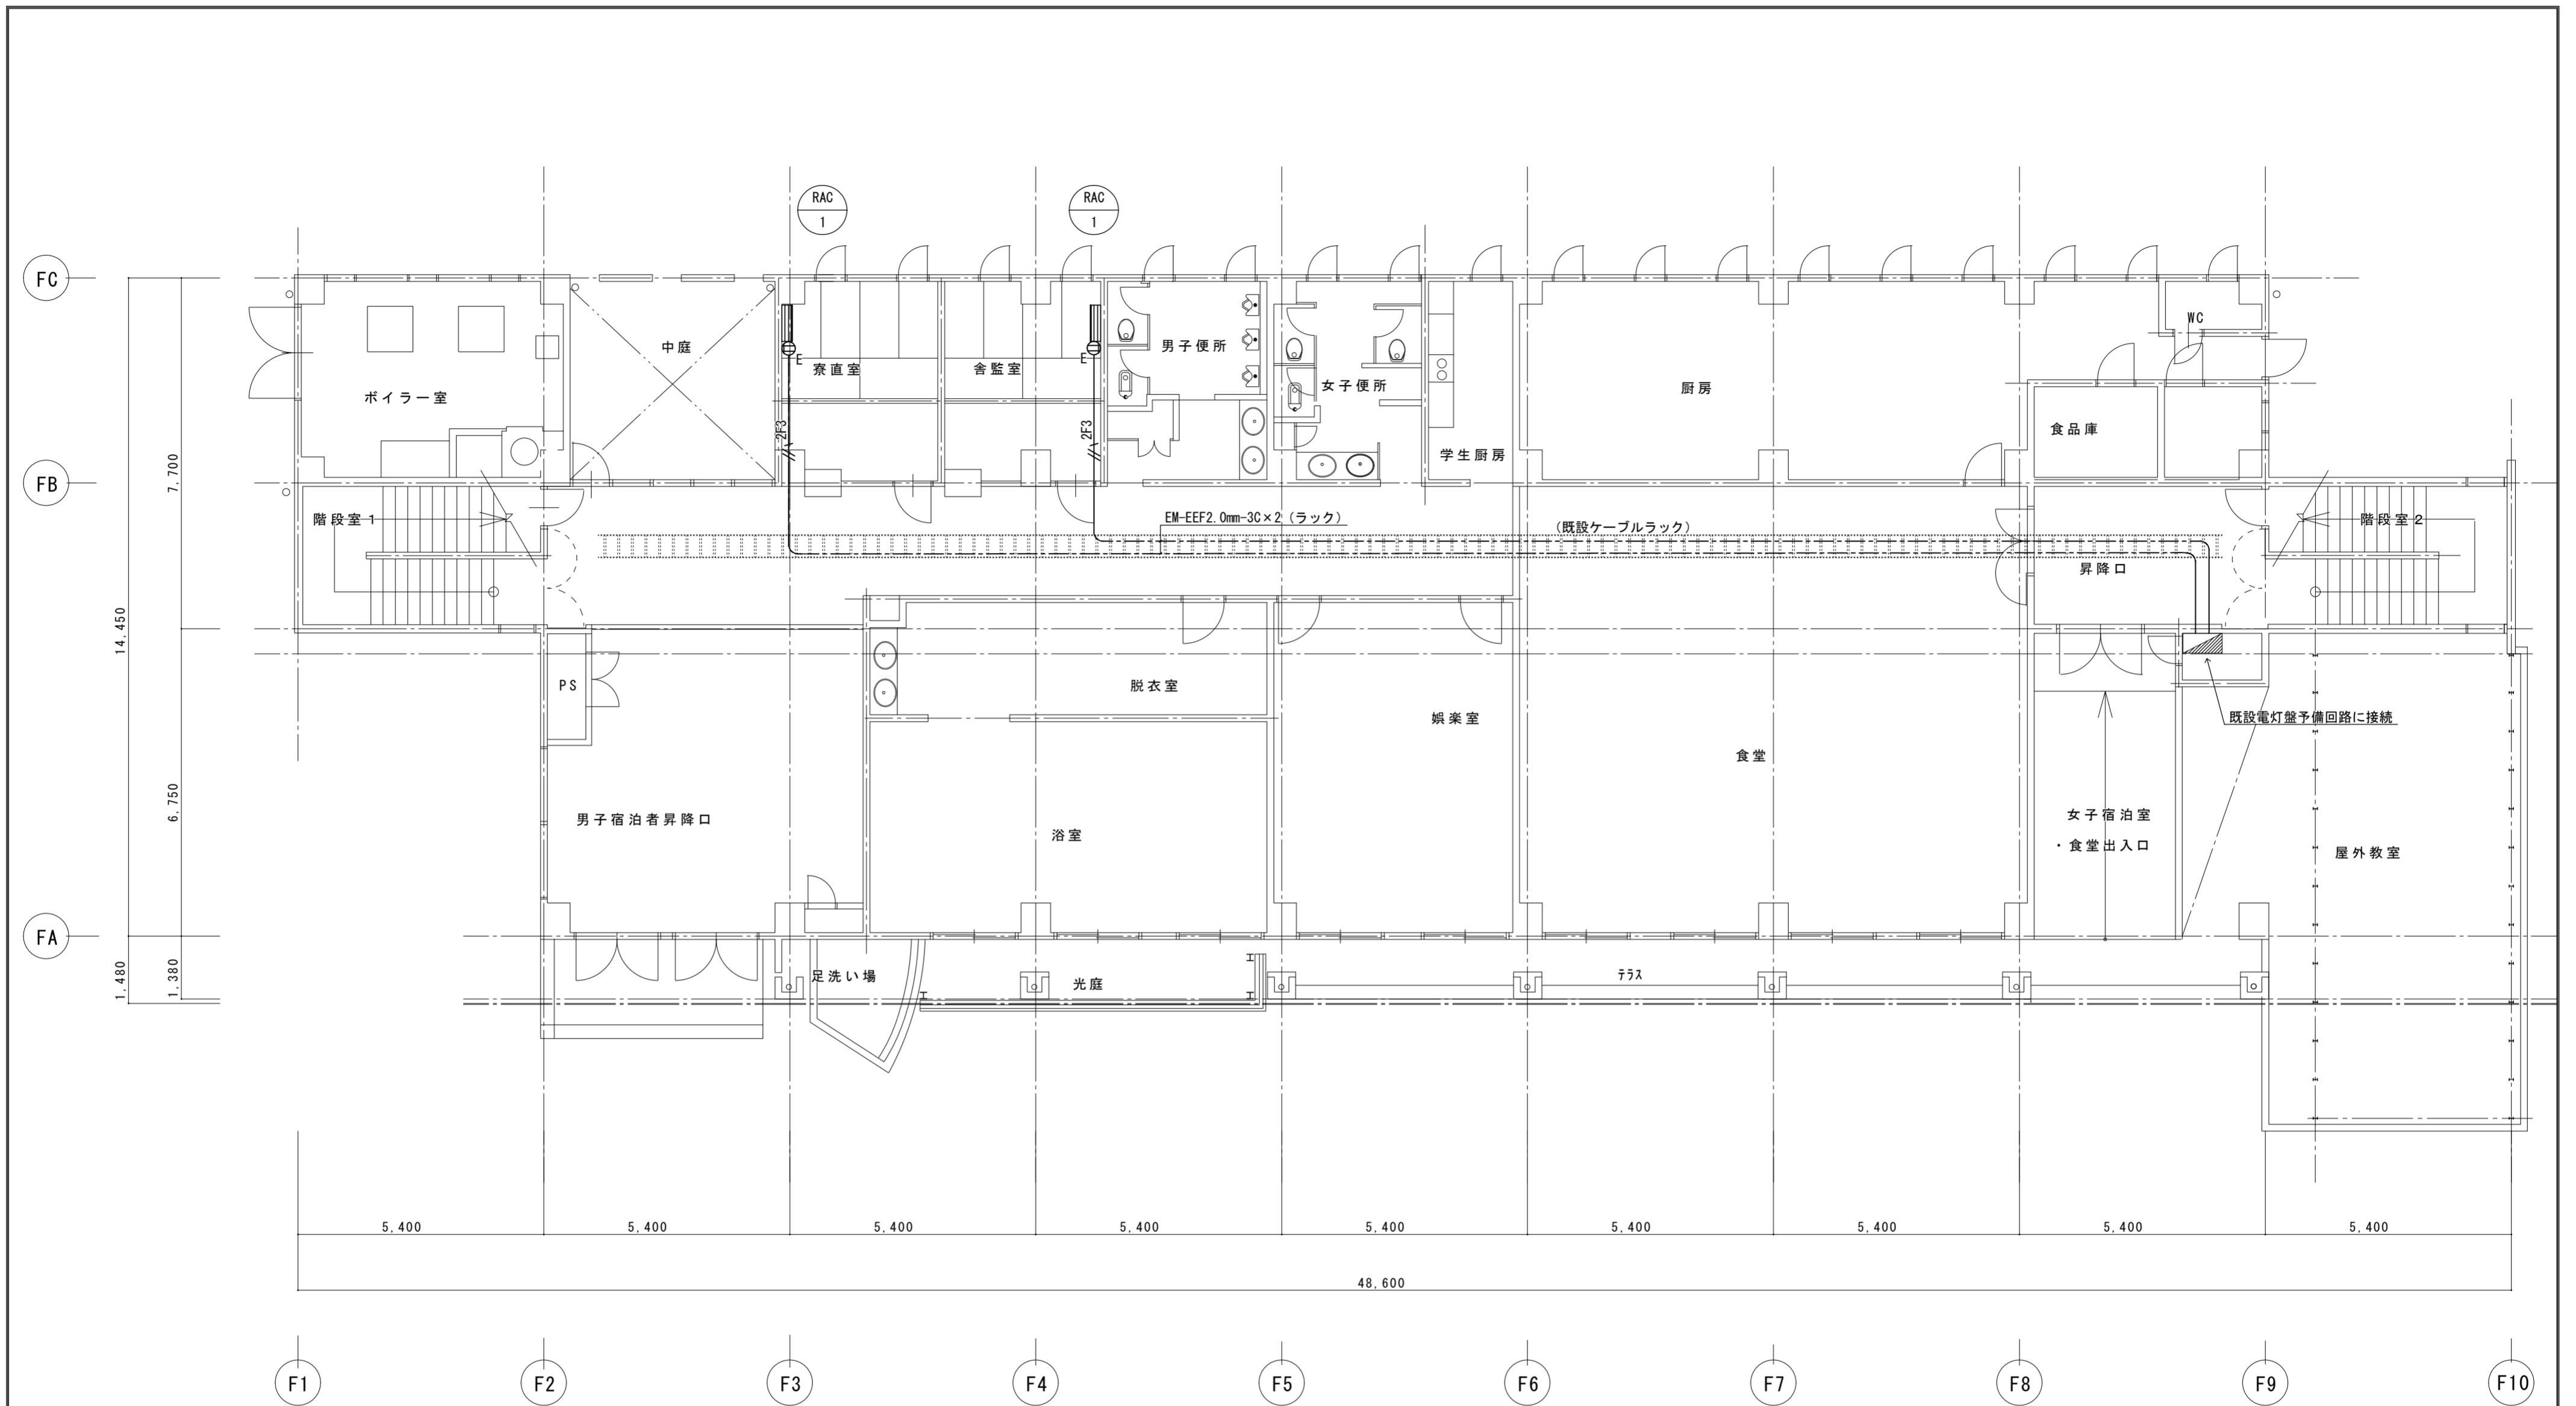 RAC
1
RAC
1
FC
FB
FA
14,450
7,700
6,750
1,480
1,380
中庭
ボイラー室
E
寮直室
舎監室
E
男子便所
女子便所
WC
厨房
食品庫
学生厨房
2F3
2F3
階段室1
EM-EEF2.0mm-3C×2(ラック)
(既設ケーブルラック)
階段室2
昇降口
PS
脱衣室
娯楽室
既設電灯盤予備回路に接続
食堂
男子宿泊者昇降口
浴室
女子宿泊室
・食堂出入口
屋外教室
足洗い場
光庭
テラス
5,400
5,400
5,400
5,400
5,400
5,400
5,400
5,400
5,400
48,600
F1
F2
F3
F4
F5
F6
F7
F8
F9
F10